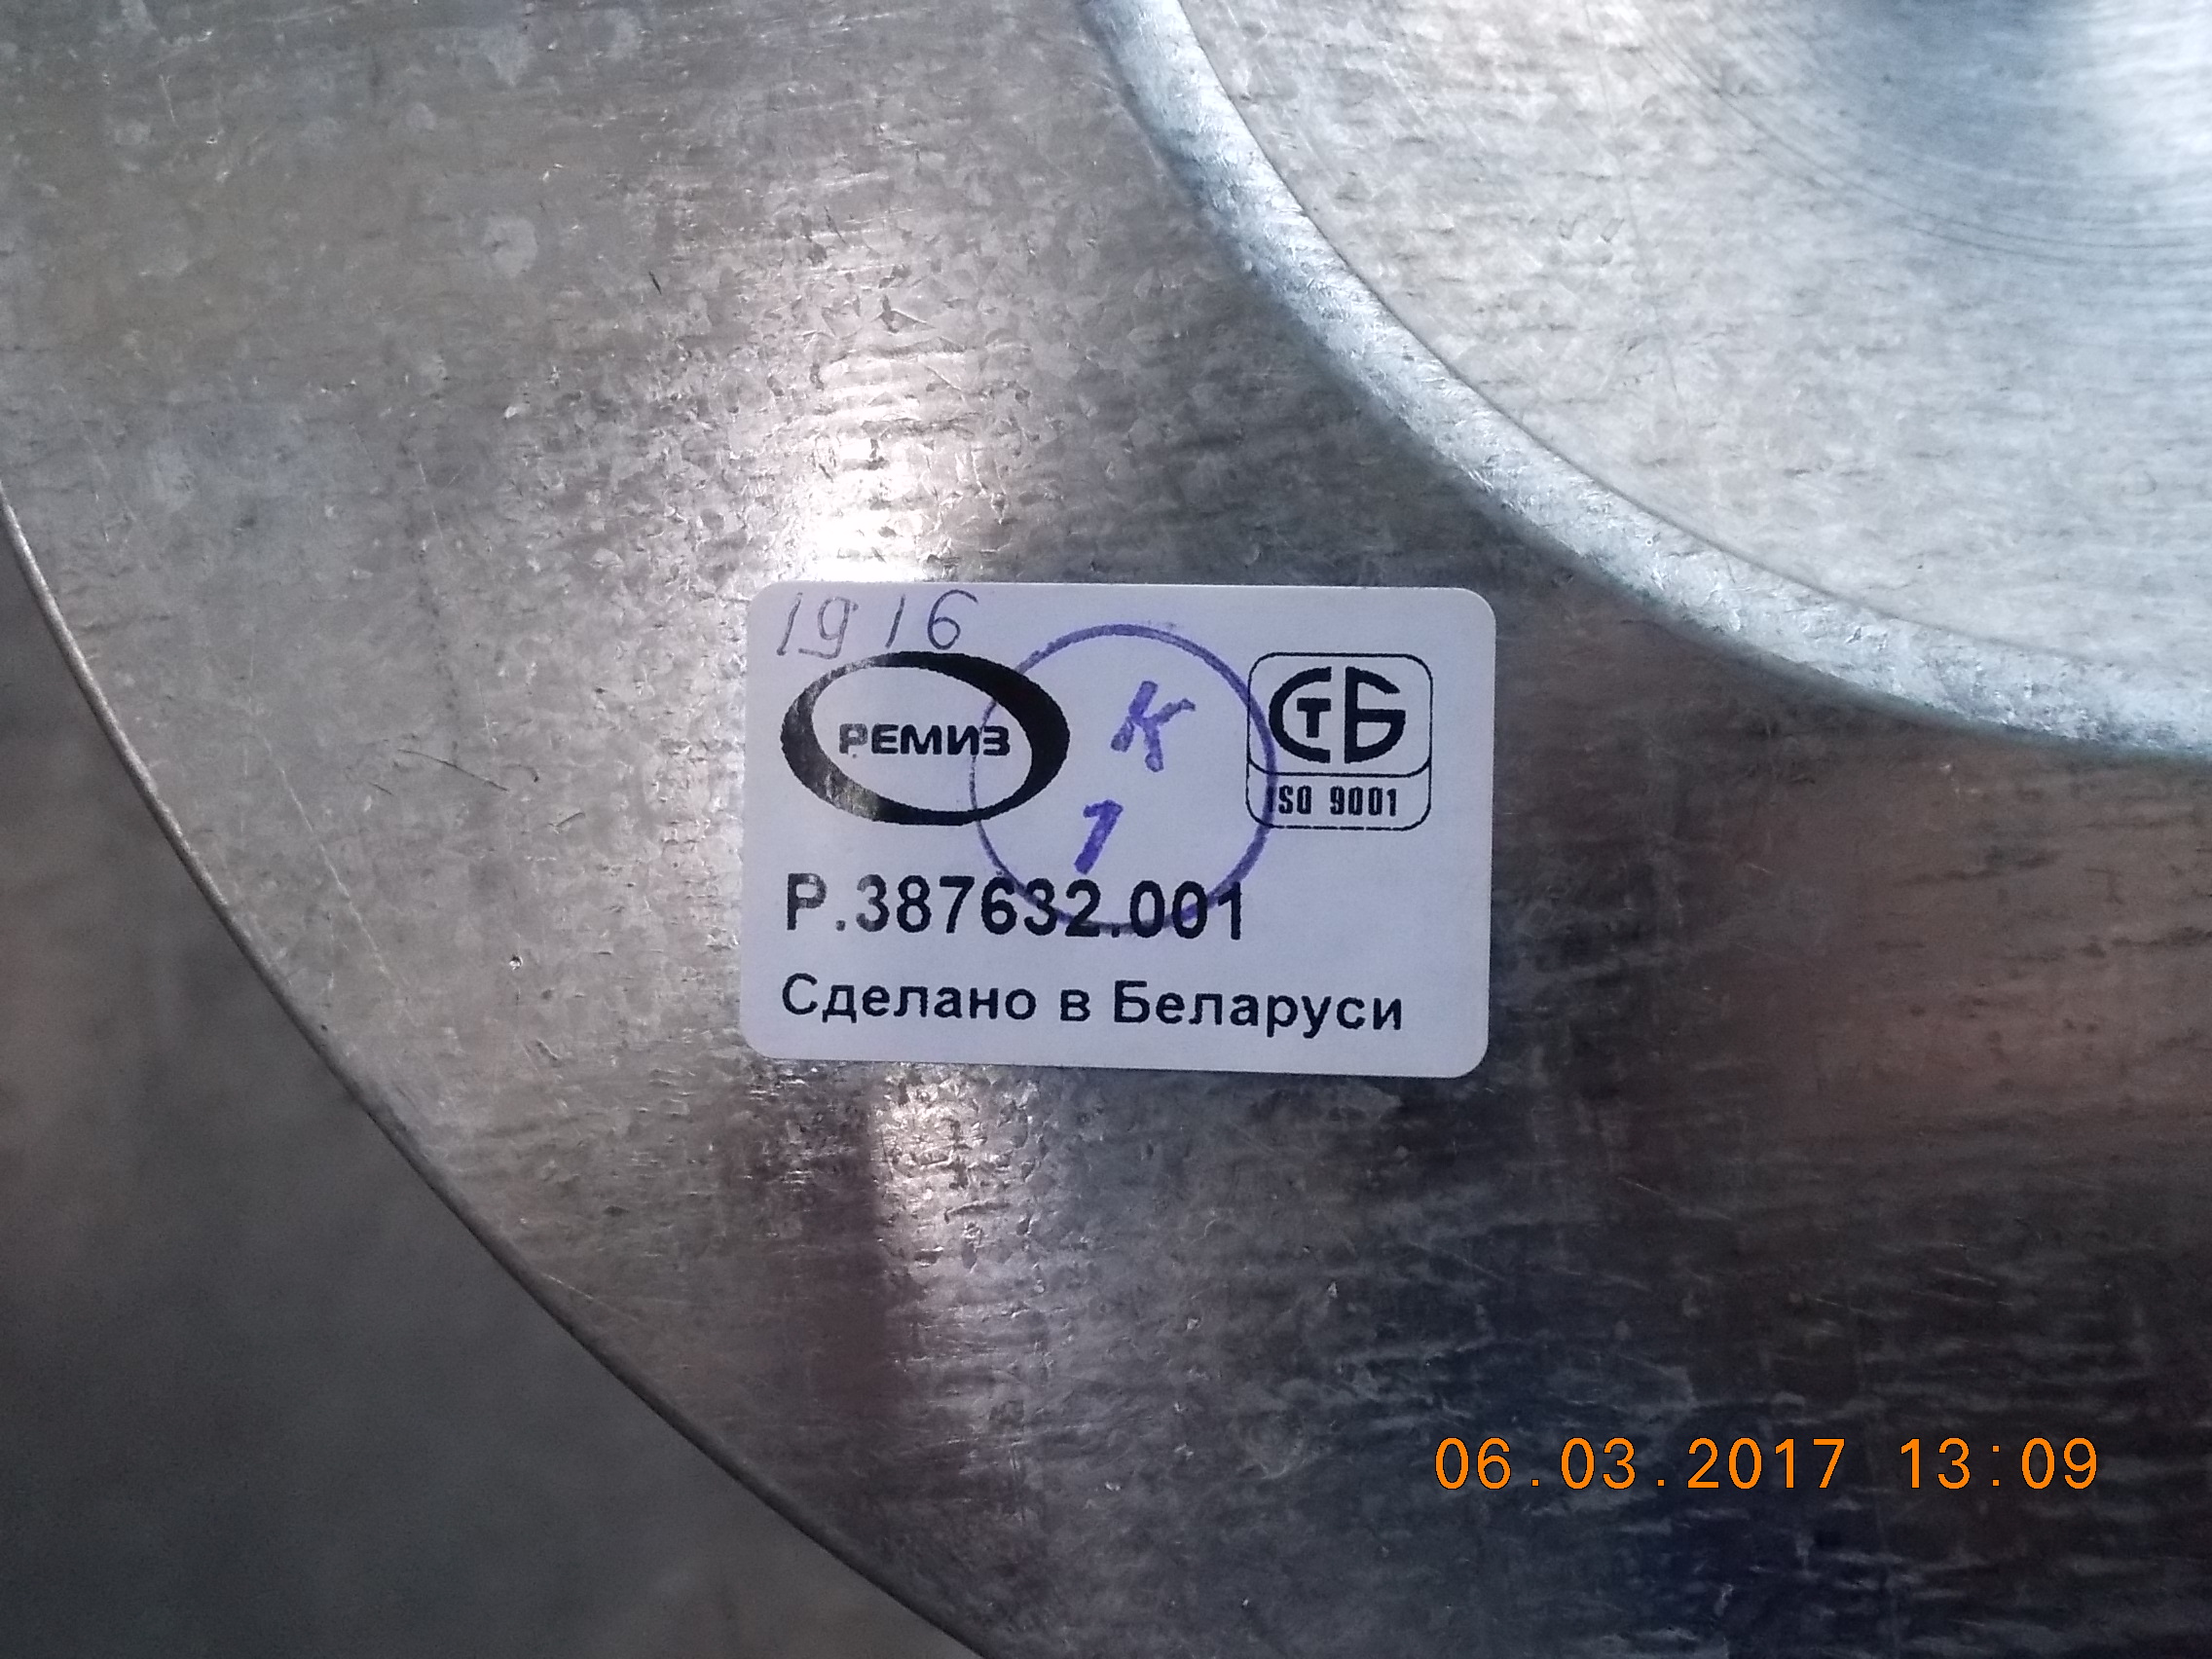 1916
РЕМИЗ
К
1
СТБ
ISO 9001
Р.387632.001
Сделано в Беларуси
06.03.2017 13:09